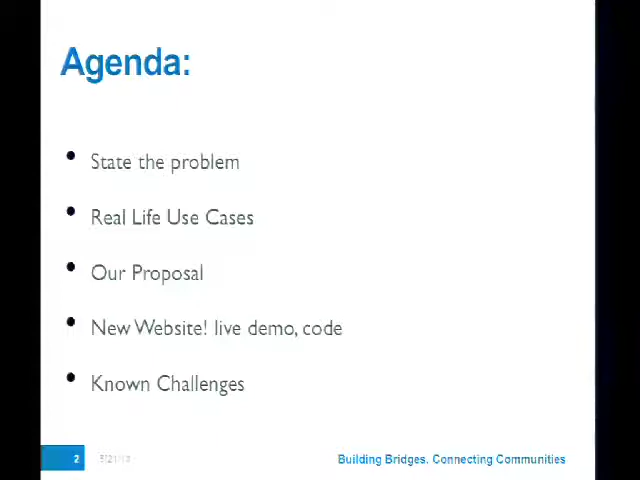 Agenda:
State the problem
Real Life Use Cases
Our Proposal
New Website! live demo, code
Known Challenges
2
Building Bridges. Connecting Communities